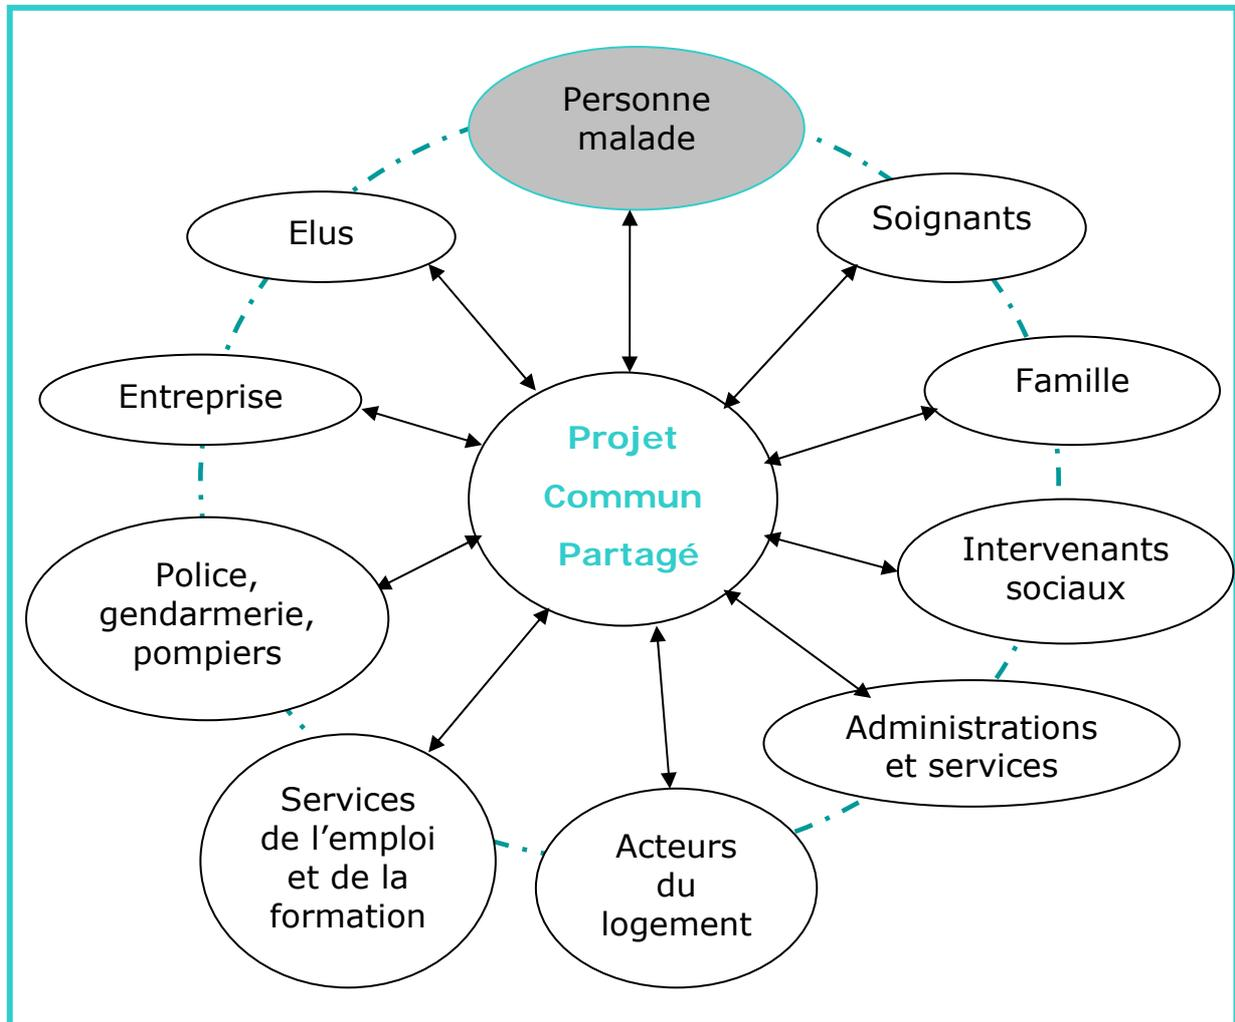 Personne
malade
Elus
Soignants
Entreprise
Famille
Projet
Commun
Partagé
Intervenants
sociaux
Police,
gendarmerie,
pompiers
Administrations
et services
Services
de l’emploi
et de la
formation
Acteurs
du
logement